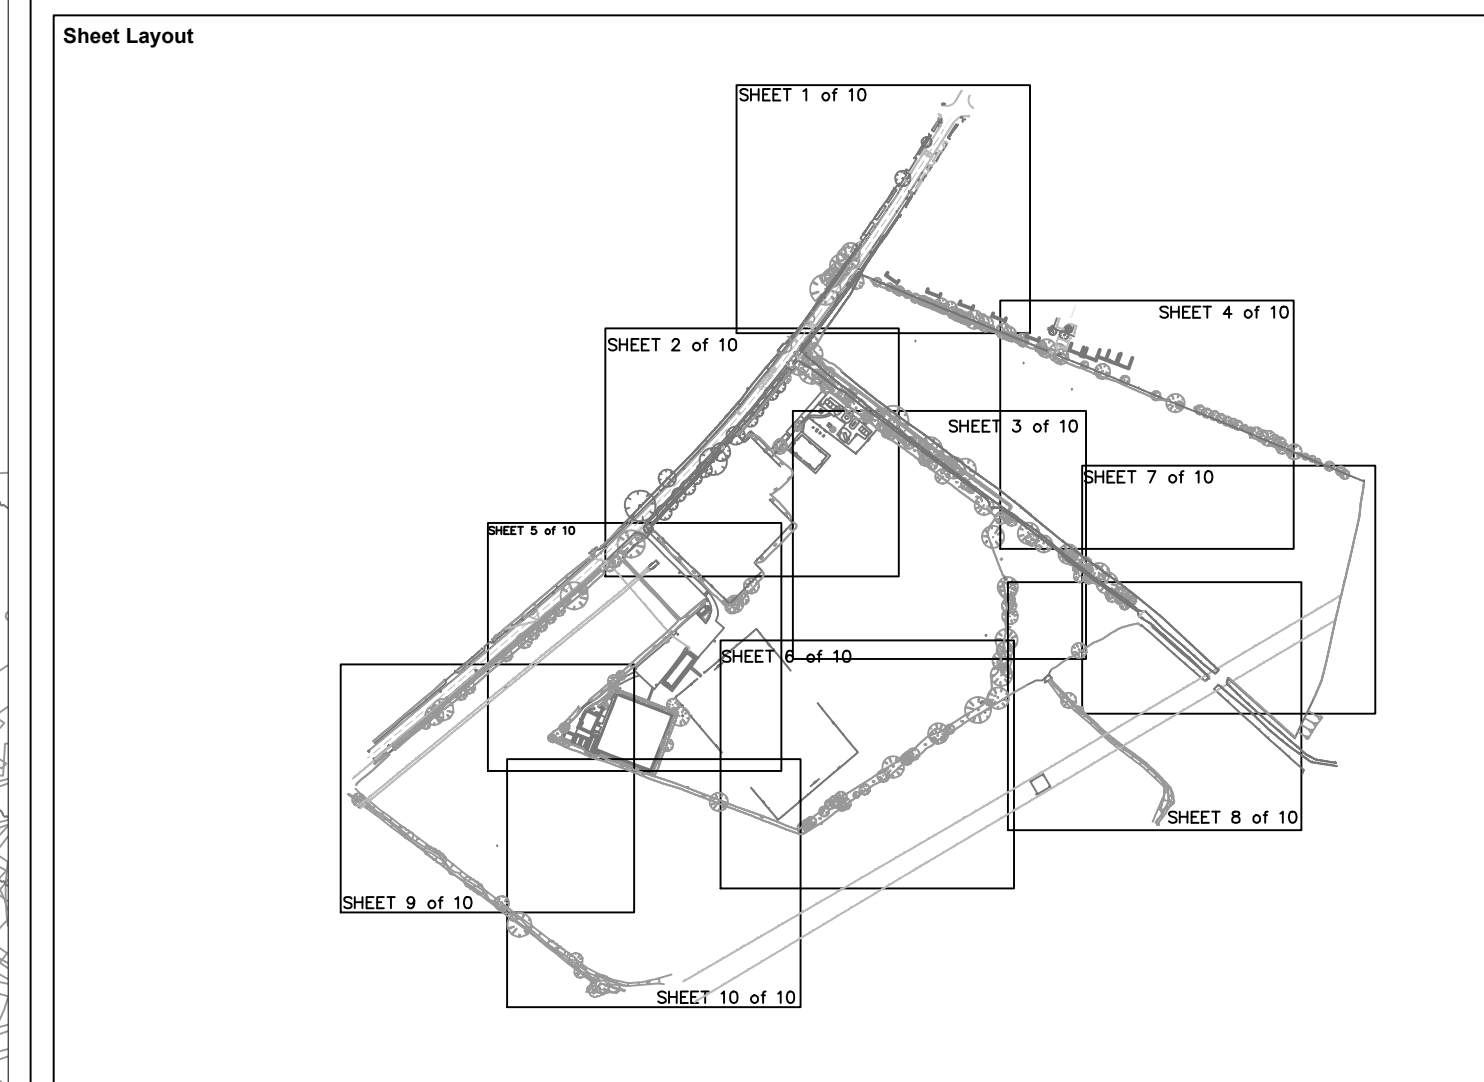 Sheet Layout
SHEET 1 of 10
SHEET 4 of 10
SHEET 2 of 10
SHEET 3 of 10
SHEET 7 of 10
SHEET 5 of 10
SHEET 6 of 10
SHEET 8 of 10
SHEET 9 of 10
SHEET 10 of 10